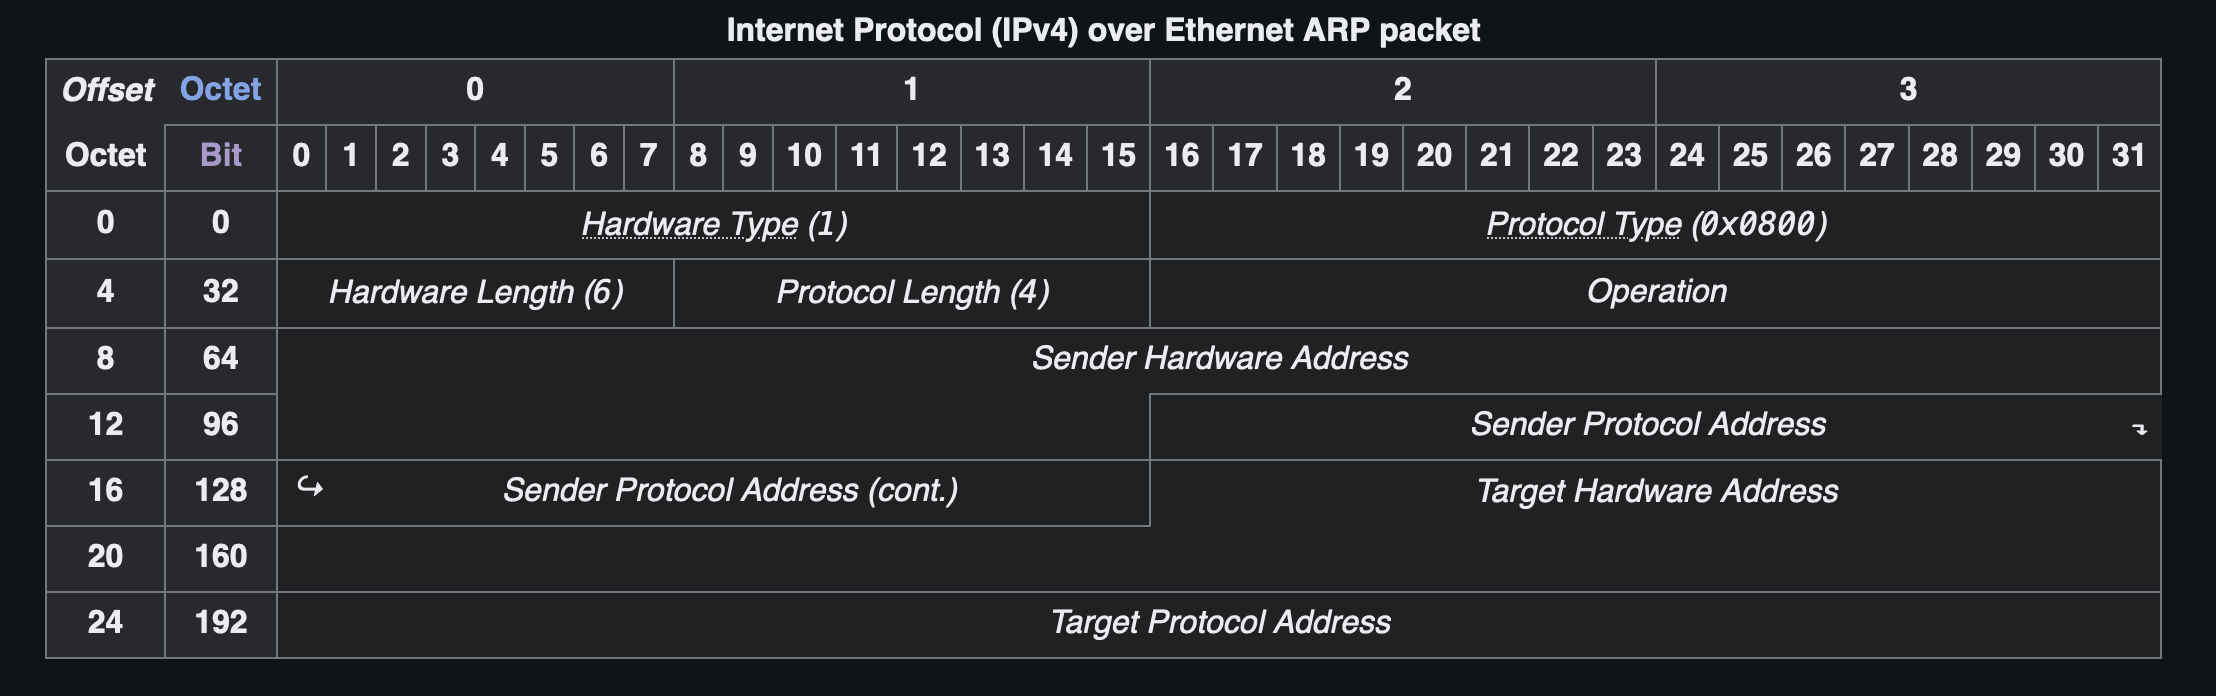 Internet Protocol (IPv4) over Ethernet ARP packet
Offset Octet 0 1 2 3
Octet Bit 0 1 2 3 4 5 6 7 8 9 10 11 12 13 14 15 16 17 18 19 20 21 22 23 24 25 26 27 28 29 30 31
0 0 Hardware Type (1) Protocol Type (0x0800)
4 32 Hardware Length (6) Protocol Length (4) Operation
8 64 Sender Hardware Address
12 96 Sender Protocol Address ↴
16 128 ↪ Sender Protocol Address (cont.) Target Hardware Address
20 160
24 192 Target Protocol Address